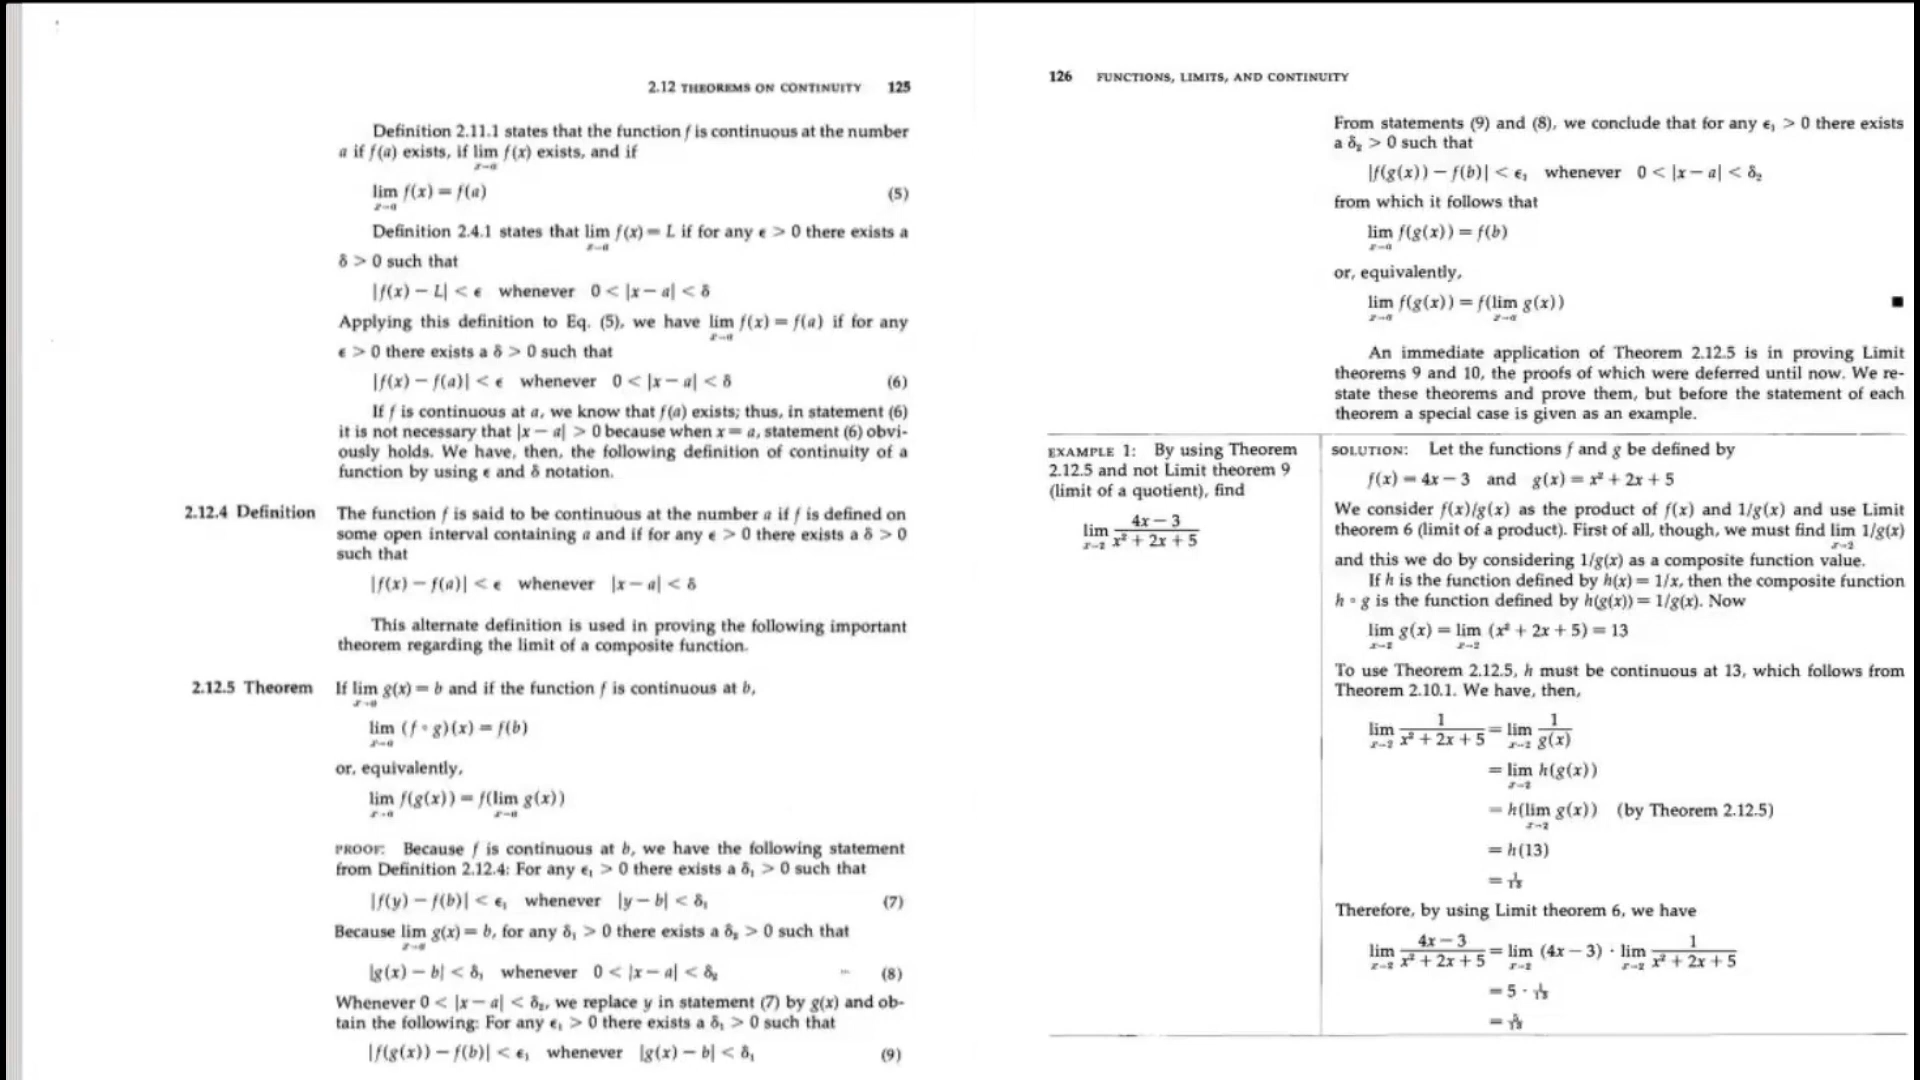 2.12 THEOREMS ON CONTINUITY 125
Definition 2.11.1 states that the function f is continuous at the number
a if f(a) exists, if lim f(x) exists, and if
x→a
lim f(x) = f(a) (5)
x→a
Definition 2.4.1 states that lim f(x) = L if for any ϵ > 0 there exists a
x→a
δ > 0 such that
|f(x) − L| < ϵ whenever 0 < |x − a| < δ
Applying this definition to Eq. (5), we have lim f(x) = f(a) if for any
x→a
ϵ > 0 there exists a δ > 0 such that
|f(x) − f(a)| < ϵ whenever 0 < |x − a| < δ (6)
If f is continuous at a, we know that f(a) exists; thus, in statement (6)
it is not necessary that |x − a| > 0 because when x = a, statement (6) obvi-
ously holds. We have, then, the following definition of continuity of a
function by using ϵ and δ notation.
2.12.4 Definition The function f is said to be continuous at the number a if f is defined on
some open interval containing a and if for any ϵ > 0 there exists a δ > 0
such that
|f(x) − f(a)| < ϵ whenever |x − a| < δ
This alternate definition is used in proving the following important
theorem regarding the limit of a composite function.
2.12.5 Theorem If lim g(x) = b and if the function f is continuous at b,
x→a
lim (f ∘ g)(x) = f(b)
x→a
or, equivalently,
lim f(g(x)) = f(lim g(x))
x→a x→a
PROOF: Because f is continuous at b, we have the following statement
from Definition 2.12.4: For any ϵ₁ > 0 there exists a δ₁ > 0 such that
|f(y) − f(b)| < ϵ₁ whenever |y − b| < δ₁ (7)
Because lim g(x) = b, for any δ₁ > 0 there exists a δ₂ > 0 such that
x→a
|g(x) − b| < δ₁ whenever 0 < |x − a| < δ₂ (8)
Whenever 0 < |x − a| < δ₂, we replace y in statement (7) by g(x) and ob-
tain the following: For any ϵ₁ > 0 there exists a δ₁ > 0 such that
|f(g(x)) − f(b)| < ϵ₁ whenever |g(x) − b| < δ₁ (9)
126 FUNCTIONS, LIMITS, AND CONTINUITY
From statements (9) and (8), we conclude that for any ϵ₁ > 0 there exists
a δ₂ > 0 such that
|f(g(x)) − f(b)| < ϵ₁ whenever 0 < |x − a| < δ₂
from which it follows that
lim f(g(x)) = f(b)
x→a
or, equivalently,
lim f(g(x)) = f(lim g(x)) ■
x→a x→a
An immediate application of Theorem 2.12.5 is in proving Limit
theorems 9 and 10, the proofs of which were deferred until now. We re-
state these theorems and prove them, but before the statement of each
theorem a special case is given as an example.
EXAMPLE 1: By using Theorem
2.12.5 and not Limit theorem 9
(limit of a quotient), find
lim (4x − 3)/(x² + 2x + 5)
x→2
SOLUTION: Let the functions f and g be defined by
f(x) = 4x − 3 and g(x) = x² + 2x + 5
We consider f(x)/g(x) as the product of f(x) and 1/g(x) and use Limit
theorem 6 (limit of a product). First of all, though, we must find lim 1/g(x)
x→2
and this we do by considering 1/g(x) as a composite function value.
If h is the function defined by h(x) = 1/x, then the composite function
h ∘ g is the function defined by h(g(x)) = 1/g(x). Now
lim g(x) = lim (x² + 2x + 5) = 13
x→2 x→2
To use Theorem 2.12.5, h must be continuous at 13, which follows from
Theorem 2.10.1. We have, then,
lim 1/(x² + 2x + 5) = lim 1/g(x)
x→2 x→2
= lim h(g(x))
x→2
= h(lim g(x)) (by Theorem 2.12.5)
x→2
= h(13)
= 1/13
Therefore, by using Limit theorem 6, we have
lim (4x − 3)/(x² + 2x + 5) = lim (4x − 3) · lim 1/(x² + 2x + 5)
x→2 x→2 x→2
= 5 · 1/13
= 5/13